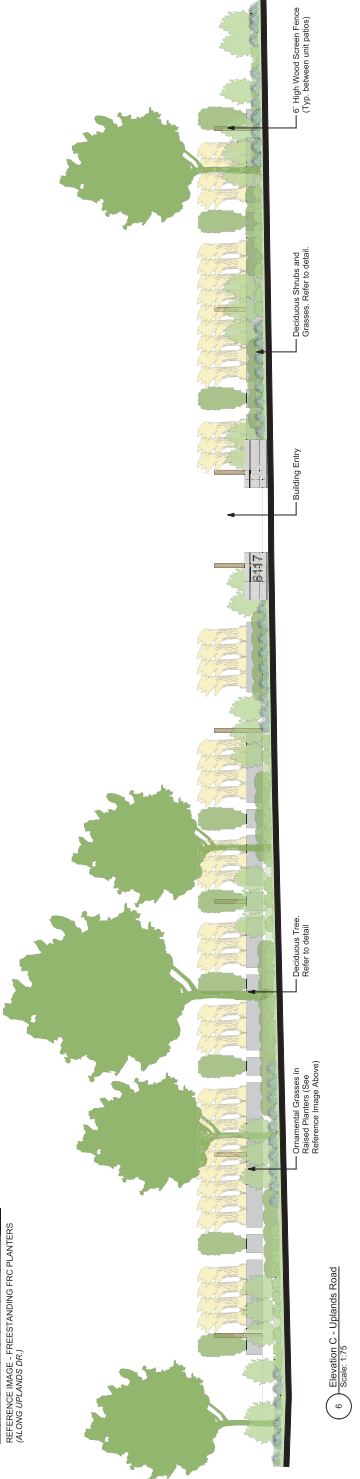 REFERENCE IMAGE - FREESTANDING FRC PLANTERS
(ALONG UPLANDS DR.)
Ornamental Grasses in
Raised Planters (See
Reference Image Above)
Deciduous Tree.
Refer to detail
6117
Building Entry
Deciduous Shrubs and
Grasses. Refer to detail.
6' High Wood Screen Fence
(Typ. between unit patios)
6
Elevation C - Uplands Road
Scale: 1:75